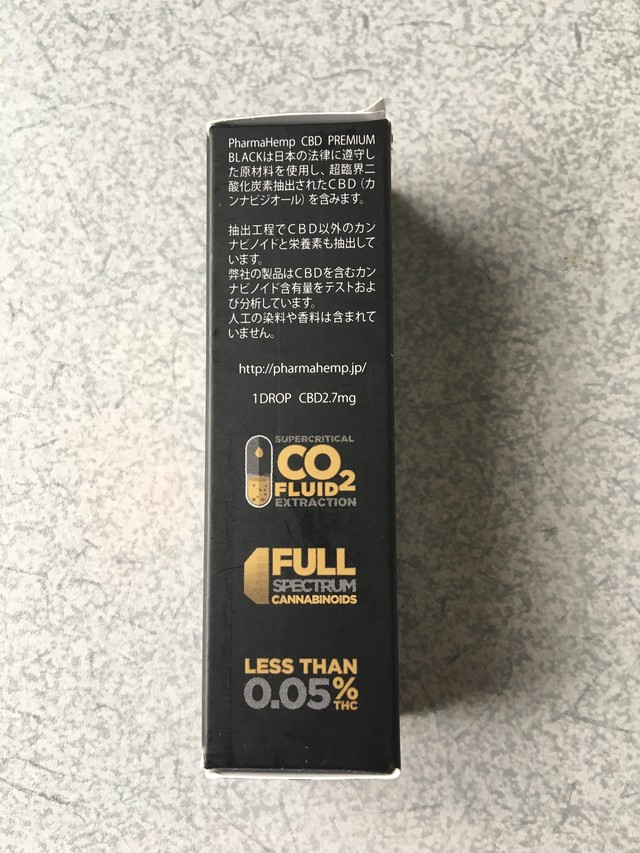 PharmaHemp CBD PREMIUM
BLACKは日本の法律に遵守し
た原材料を使用し、超臨界二
酸化炭素抽出されたCBD（カ
ンナビジオール）を含みます。
抽出工程でCBD以外のカン
ナビノイドと栄養素も抽出して
います。
弊社の製品はCBDを含むカン
ナビノイド含有量をテストおよ
び分析しています。
人工の染料や香料は含まれて
いません。
http://pharmahemp.jp/
1DROP CBD2.7mg
SUPERCRITICAL
CO2
FLUID
EXTRACTION
FULL
SPECTRUM
CANNABINOIDS
LESS THAN
0.05%
THC